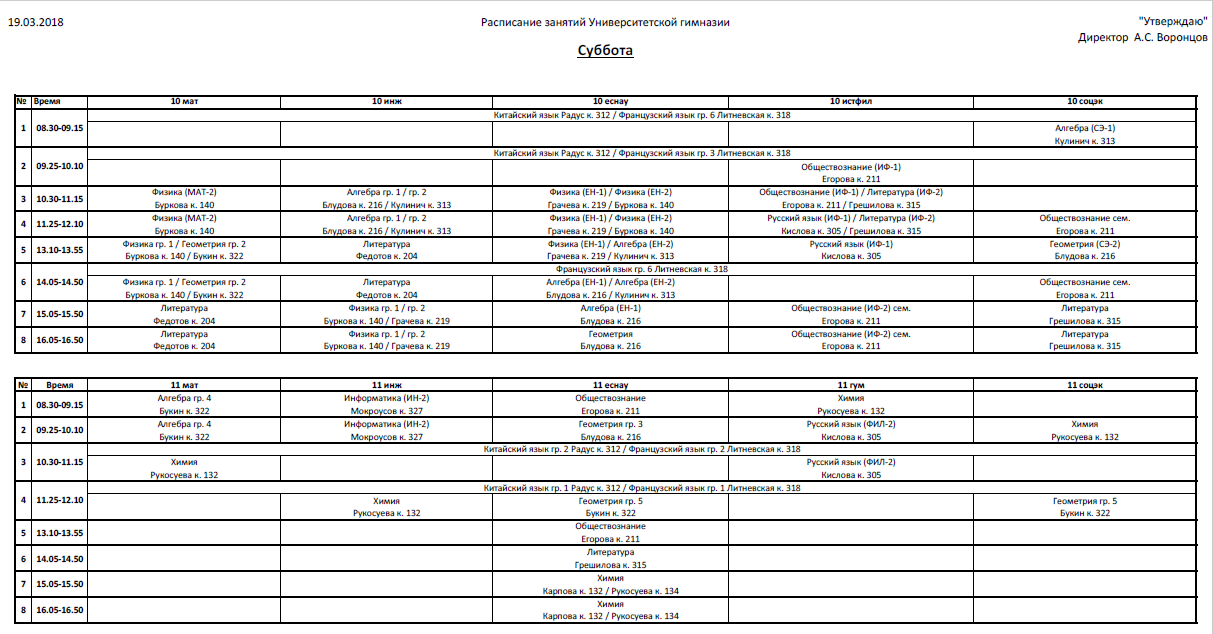 19.03.2018 Расписание занятий Университетской гимназии "Утверждаю"
Директор А.С. Воронцов
Суббота
№ Время 10 мат 10 инж 10 еснау 10 истфил 10 соцэк
Китайский язык Радус к. 312 / Французский язык гр. 6 Литневская к. 318
1 08.30-09.15 Алгебра (СЭ-1)
Кулинич к. 313
Китайский язык Радус к. 312 / Французский язык гр. 3 Литневская к. 318
2 09.25-10.10 Обществознание (ИФ-1)
Егорова к. 211
3 10.30-11.15 Физика (МАТ-2) Алгебра гр. 1 / гр. 2 Физика (ЕН-1) / Физика (ЕН-2) Обществознание (ИФ-1) / Литература (ИФ-2)
Буркова к. 140 Блудова к. 216 / Кулинич к. 313 Грачева к. 219 / Буркова к. 140 Егорова к. 211 / Грешилова к. 315
4 11.25-12.10 Физика (МАТ-2) Алгебра гр. 1 / гр. 2 Физика (ЕН-1) / Физика (ЕН-2) Русский язык (ИФ-1) / Литература (ИФ-2) Обществознание сем.
Буркова к. 140 Блудова к. 216 / Кулинич к. 313 Грачева к. 219 / Буркова к. 140 Кислова к. 305 / Грешилова к. 315 Егорова к. 211
5 13.10-13.55 Физика гр. 1 / Геометрия гр. 2 Литература Физика (ЕН-1) / Алгебра (ЕН-2) Русский язык (ИФ-1) Геометрия (СЭ-2)
Буркова к. 140 / Букин к. 322 Федотов к. 204 Грачева к. 219 / Кулинич к. 313 Кислова к. 305 Блудова к. 216
Французский язык гр. 6 Литневская к. 318
6 14.05-14.50 Физика гр. 1 / Геометрия гр. 2 Литература Алгебра (ЕН-1) / Алгебра (ЕН-2) Обществознание сем.
Буркова к. 140 / Букин к. 322 Федотов к. 204 Блудова к. 216 / Кулинич к. 313 Егорова к. 211
7 15.05-15.50 Литература Физика гр. 1 / гр. 2 Алгебра (ЕН-1) Обществознание (ИФ-2) сем. Литература
Федотов к. 204 Буркова к. 140 / Грачева к. 219 Блудова к. 216 Егорова к. 211 Грешилова к. 315
8 16.05-16.50 Литература Физика гр. 1 / гр. 2 Геометрия Обществознание (ИФ-2) сем. Литература
Федотов к. 204 Буркова к. 140 / Грачева к. 219 Блудова к. 216 Егорова к. 211 Грешилова к. 315
№ Время 11 мат 11 инж 11 еснау 11 гум 11 соцэк
1 08.30-09.15 Алгебра гр. 4 Информатика (ИН-2) Обществознание Химия
Букин к. 322 Мокроусов к. 327 Егорова к. 211 Рукосуева к. 132
2 09.25-10.10 Алгебра гр. 4 Информатика (ИН-2) Геометрия гр. 3 Русский язык (ФИЛ-2) Химия
Букин к. 322 Мокроусов к. 327 Блудова к. 216 Кислова к. 305 Рукосуева к. 132
Китайский язык гр. 2 Радус к. 312 / Французский язык гр. 2 Литневская к. 318
3 10.30-11.15 Химия Русский язык (ФИЛ-2)
Рукосуева к. 132 Кислова к. 305
Китайский язык гр. 1 Радус к. 312 / Французский язык гр. 1 Литневская к. 318
4 11.25-12.10 Химия Геометрия гр. 5 Геометрия гр. 5
Рукосуева к. 132 Букин к. 322 Букин к. 322
5 13.10-13.55 Обществознание
Егорова к. 211
6 14.05-14.50 Литература
Грешилова к. 315
7 15.05-15.50 Химия
Карпова к. 132 / Рукосуева к. 134
8 16.05-16.50 Химия
Карпова к. 132 / Рукосуева к. 134